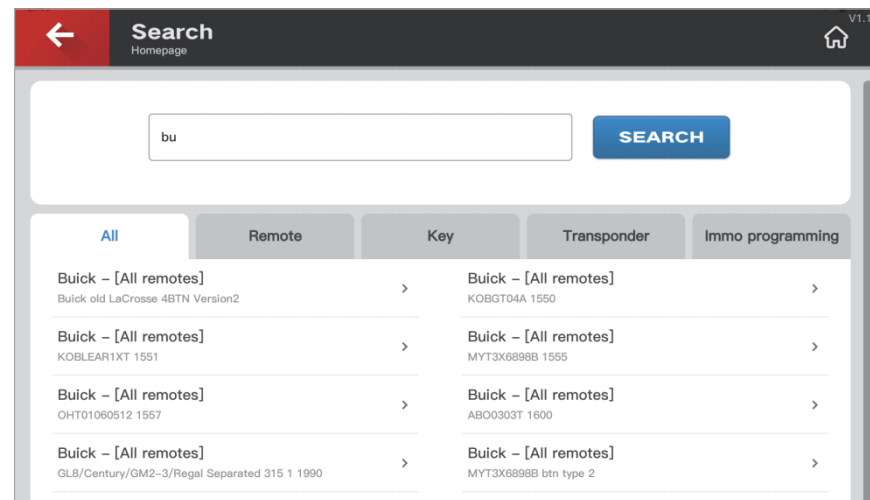 V1.1
Search
Homepage
bu
SEARCH
All
Remote
Key
Transponder
Immo programming
Buick – [All remotes]
Buick old LaCrosse 4BTN Version2
Buick – [All remotes]
KOBGT04A 1550
Buick – [All remotes]
KOBLEAR1XT 1551
Buick – [All remotes]
MYT3X6898B 1555
Buick – [All remotes]
OHT01060512 1557
Buick – [All remotes]
ABO0303T 1600
Buick – [All remotes]
GL8/Century/GM2–3/Regal Separated 315 1 1990
Buick – [All remotes]
MYT3X6898B btn type 2